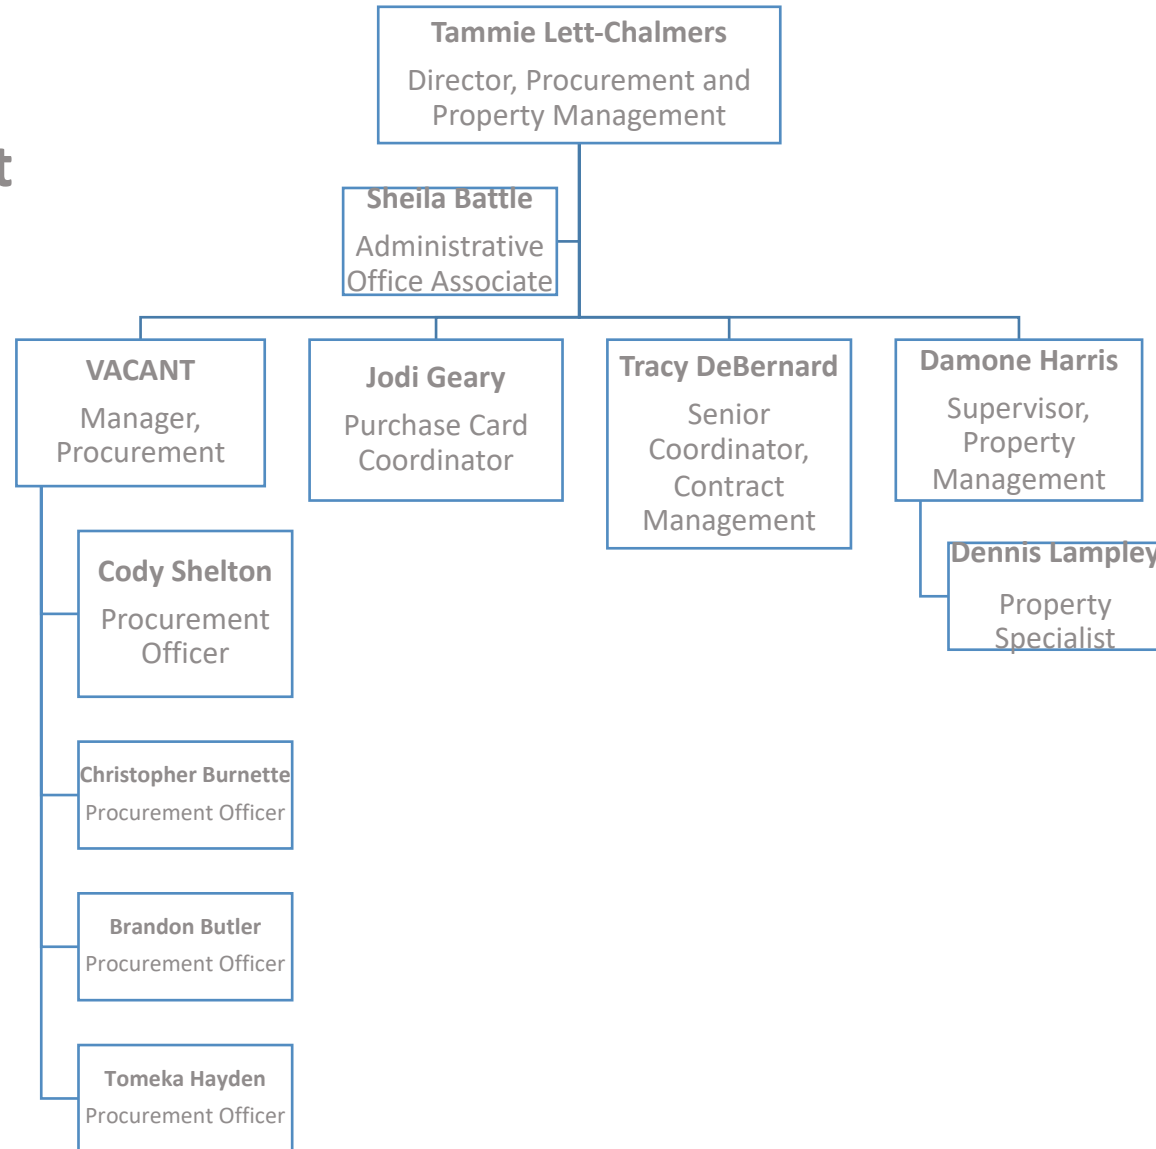 Tammie Lett-Chalmers
Director, Procurement and
Property Management
t
Sheila Battle
Administrative
Office Associate
VACANT
Manager,
Procurement
Jodi Geary
Purchase Card
Coordinator
Tracy DeBernard
Senior
Coordinator,
Contract
Management
Damone Harris
Supervisor,
Property
Management
Cody Shelton
Procurement
Officer
Dennis Lampley
Property
Specialist
Christopher Burnette
Procurement Officer
Brandon Butler
Procurement Officer
Tomeka Hayden
Procurement Officer